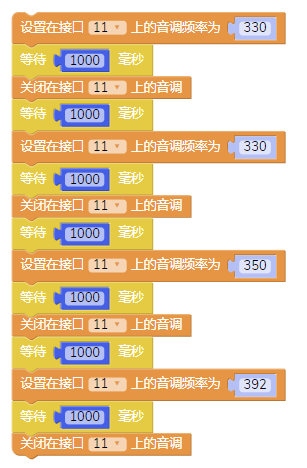 设置在接口 11 上的音调频率为 330
等待 1000 毫秒
关闭在接口 11 上的音调
等待 1000 毫秒
设置在接口 11 上的音调频率为 330
等待 1000 毫秒
关闭在接口 11 上的音调
等待 1000 毫秒
设置在接口 11 上的音调频率为 350
等待 1000 毫秒
关闭在接口 11 上的音调
等待 1000 毫秒
设置在接口 11 上的音调频率为 392
等待 1000 毫秒
关闭在接口 11 上的音调